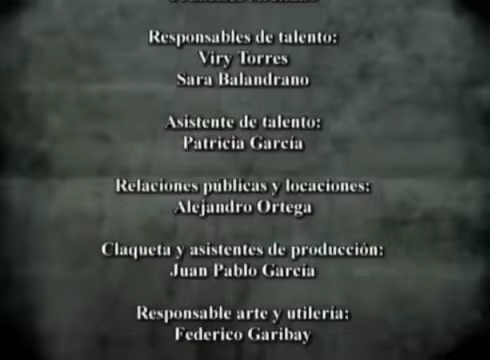 Responsables de talento:
Viry Torres
Sara Balandrano
Asistente de talento:
Patricia García
Relaciones públicas y locaciones:
Alejandro Ortega
Claqueta y asistentes de producción:
Juan Pablo García
Responsable arte y utilería:
Federico Garibay